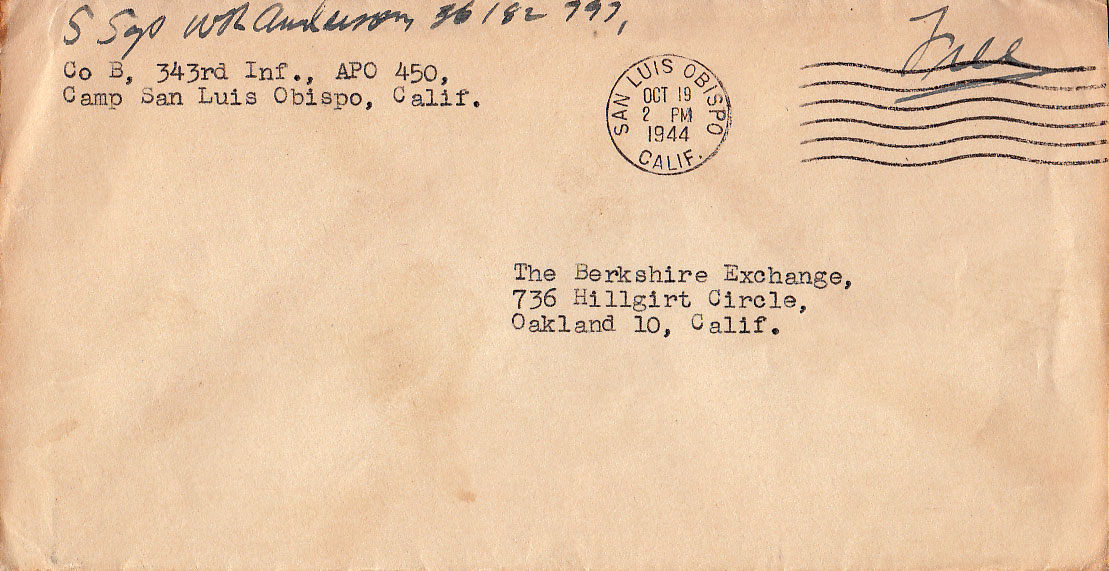 S Sgt WR Anderson, 36 182 797,
Co B, 343rd Inf., APO 450,
Camp San Luis Obispo, Calif.
Free
SAN LUIS OBISPO
OCT 19
2 PM
1944
CALIF.
The Berkshire Exchange,
736 Hillgirt Circle,
Oakland 10, Calif.